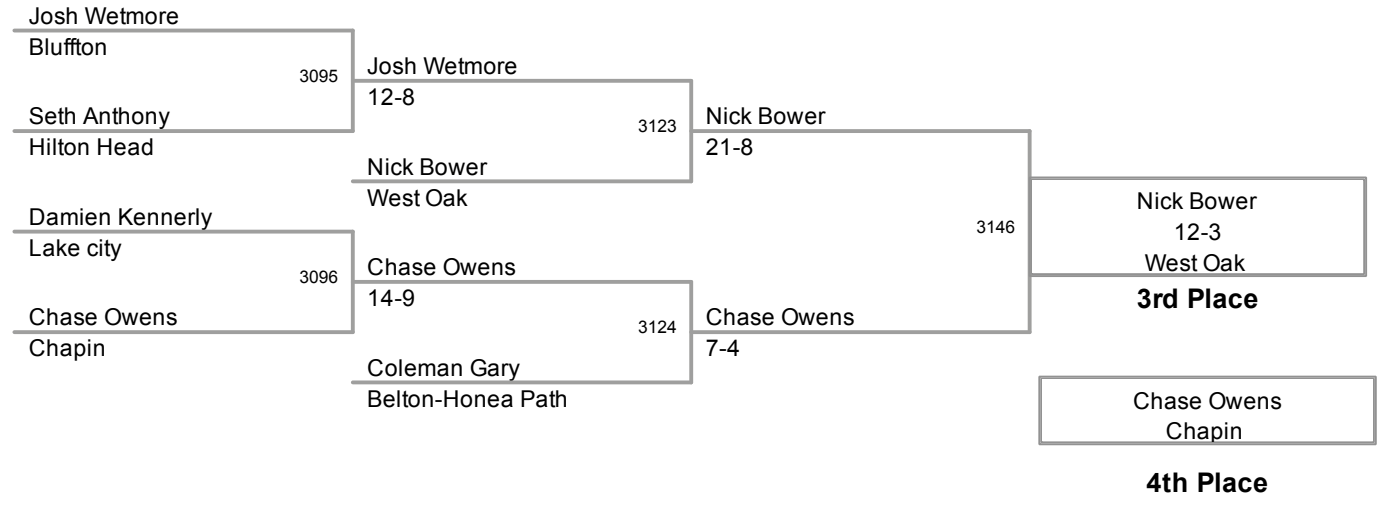 Josh Wetmore
Bluffton
3095
Josh Wetmore
12-8
Seth Anthony
Hilton Head
3123
Nick Bower
21-8
Nick Bower
West Oak
Damien Kennerly
Lake city
3096
Chase Owens
14-9
Chase Owens
Chapin
3124
Chase Owens
7-4
Coleman Gary
Belton-Honea Path
3146
Nick Bower
12-3
West Oak
3rd Place
Chase Owens
Chapin
4th Place